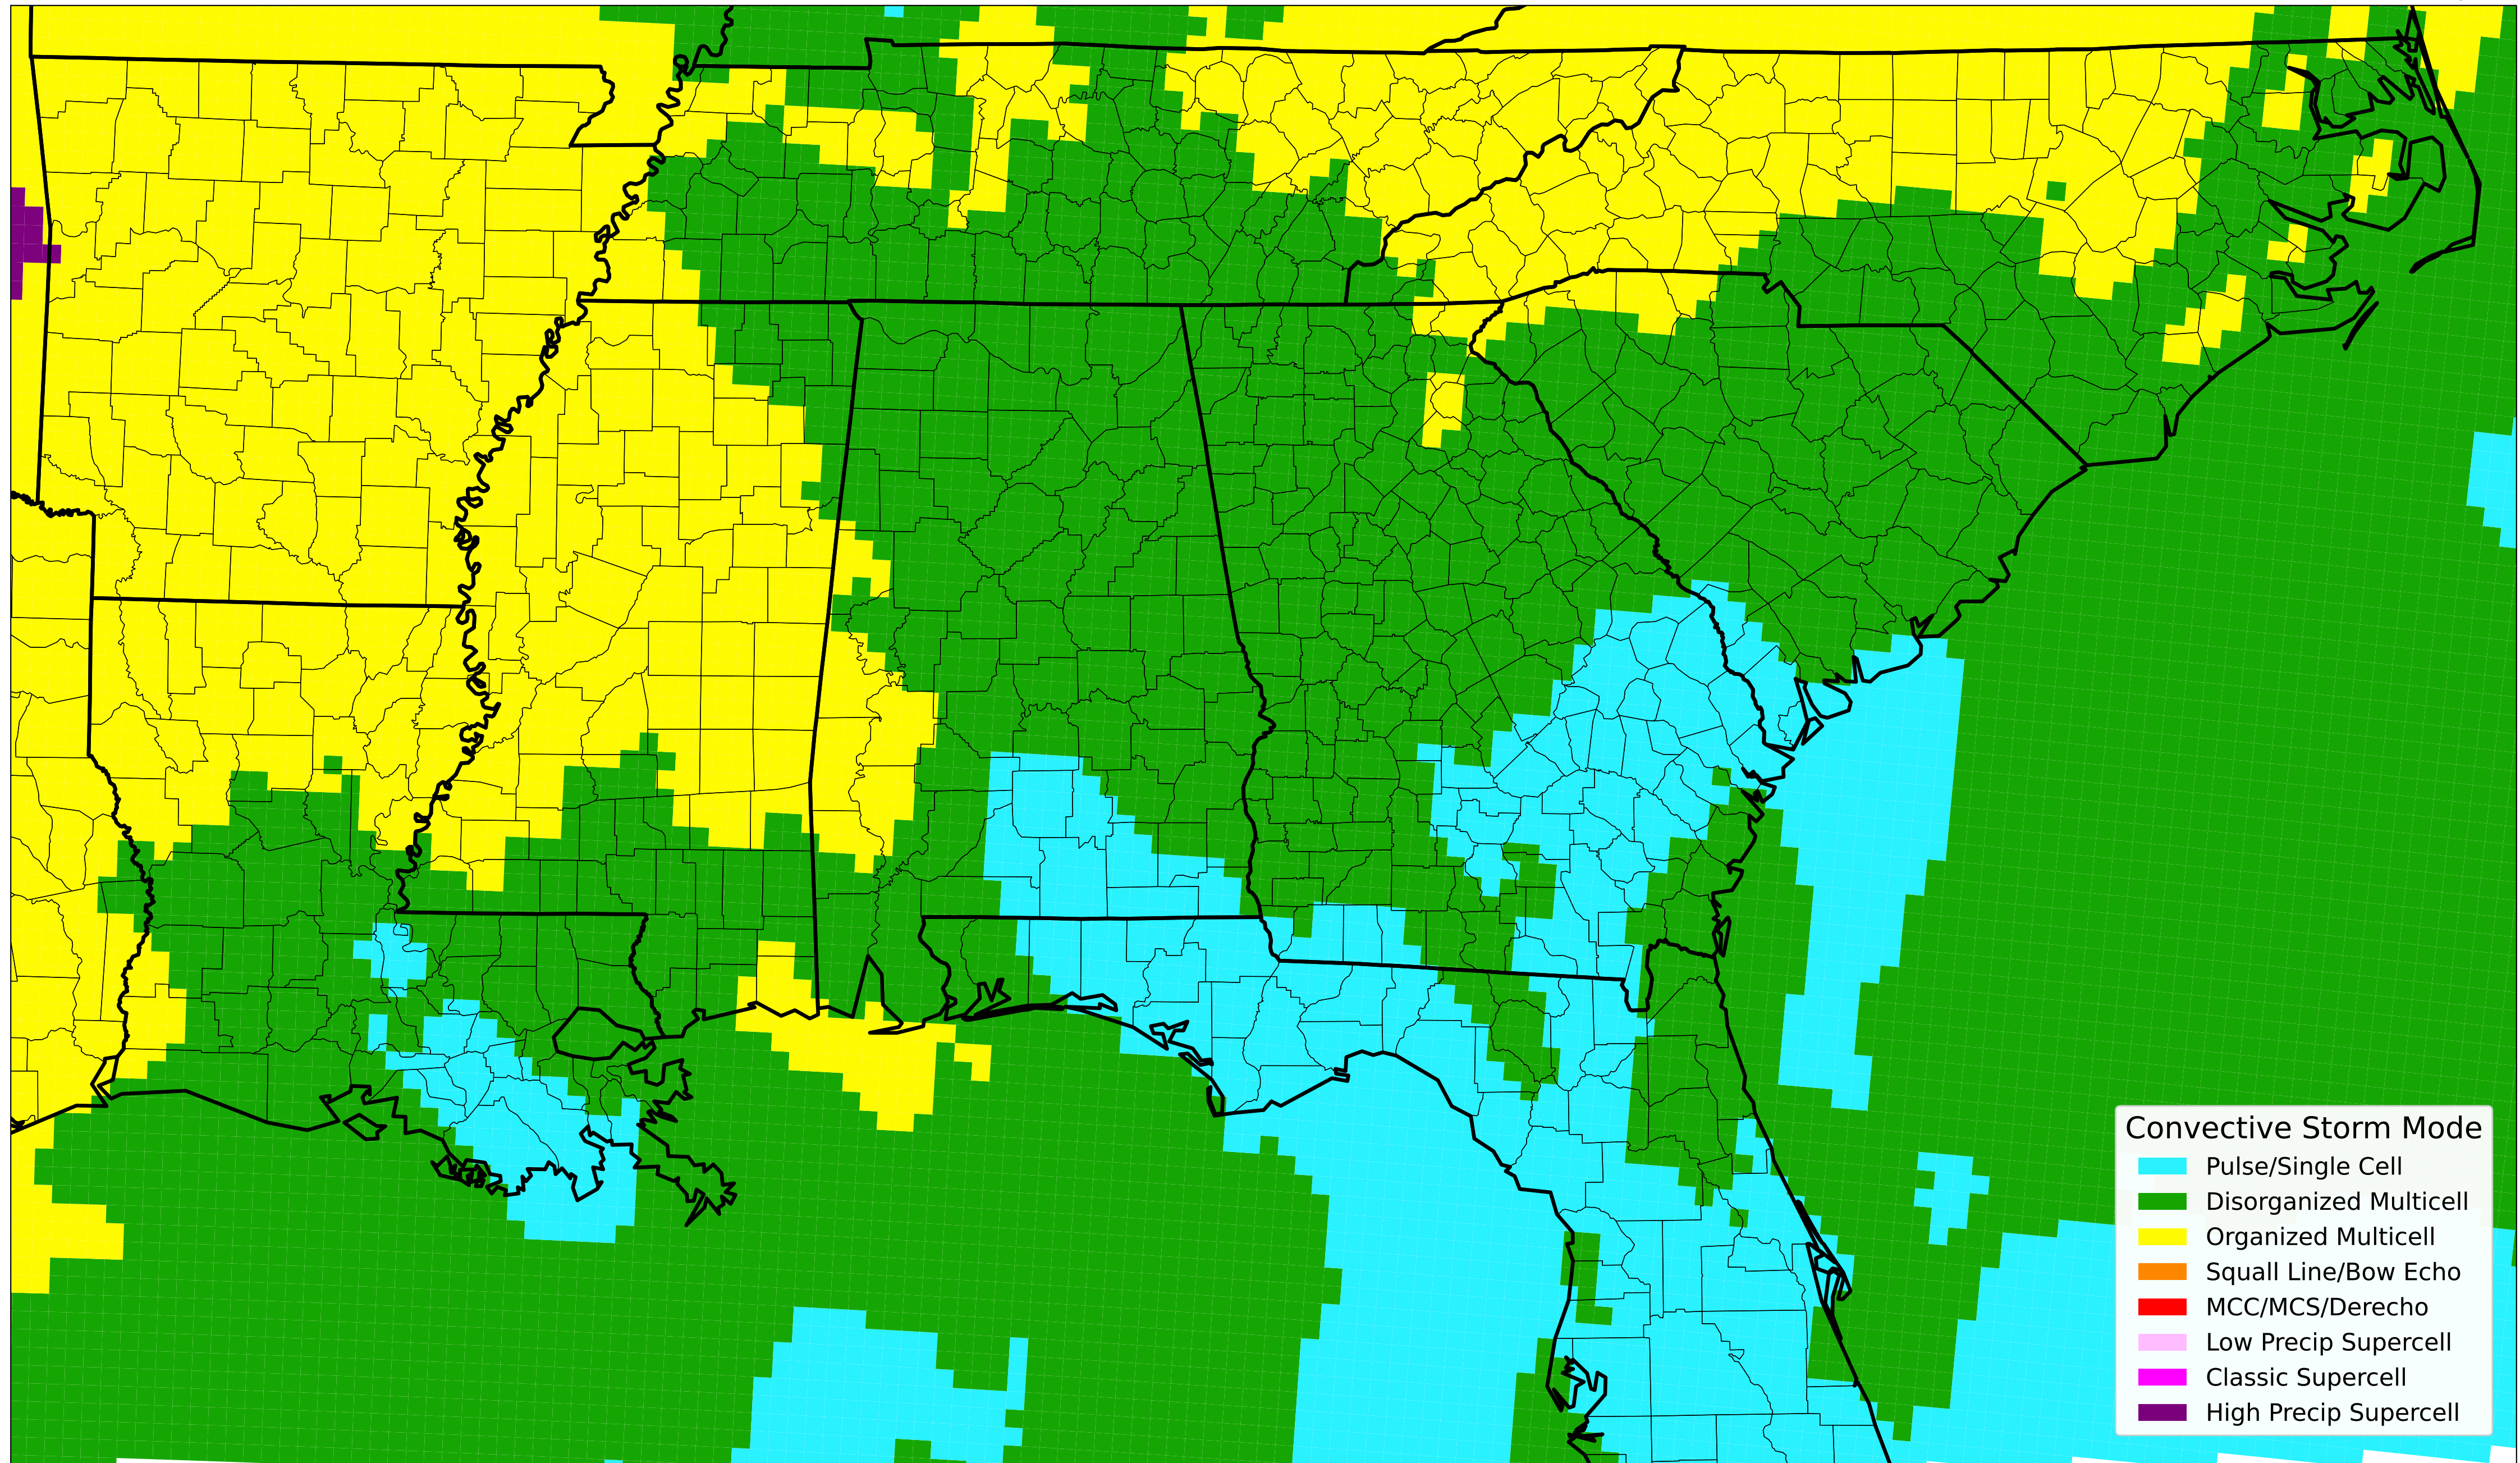 Convective Storm Mode
Pulse/Single Cell
Disorganized Multicell
Organized Multicell
Squall Line/Bow Echo
MCC/MCS/Derecho
Low Precip Supercell
Classic Supercell
High Precip Supercell